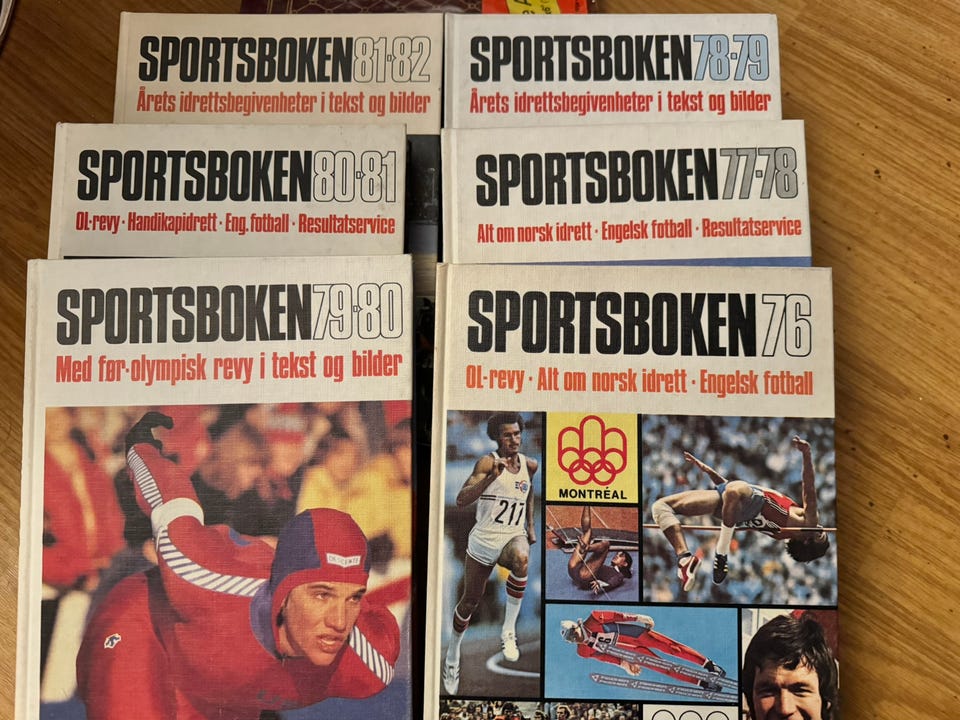 SPORTSBOKEN 81-82
Årets idrettsbegivenheter i tekst og bilder
SPORTSBOKEN 78-79
Årets idrettsbegivenheter i tekst og bilder
SPORTSBOKEN 80-81
OL-revy · Handikapidrett · Eng. fotball · Resultatservice
SPORTSBOKEN 77-78
Alt om norsk idrett · Engelsk fotball · Resultatservice
SPORTSBOKEN 79-80
Med før-olympisk revy i tekst og bilder
DESCENTE
SPORTSBOKEN 76
OL-revy · Alt om norsk idrett · Engelsk fotball
217
MONTRÉAL
6